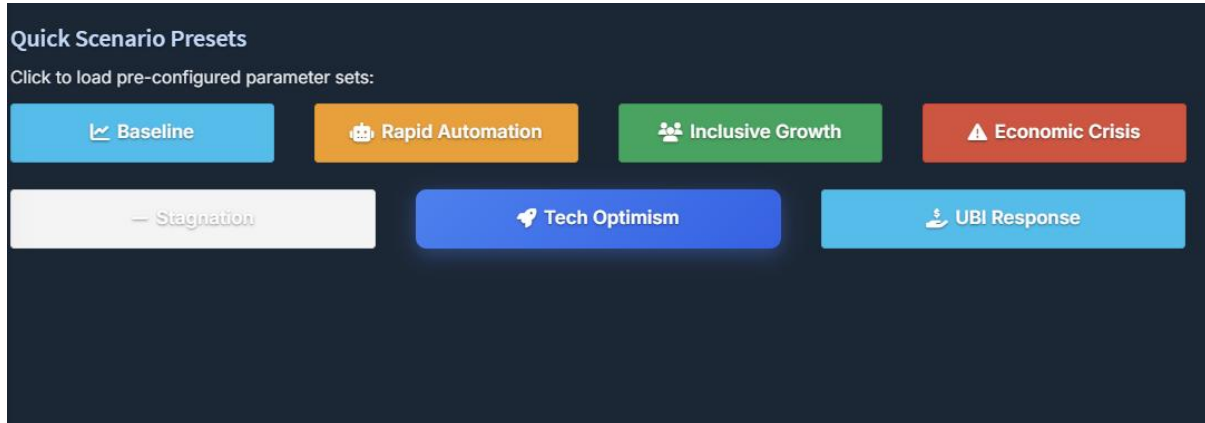 Quick Scenario Presets
Click to load pre-configured parameter sets:
Baseline Rapid Automation Inclusive Growth Economic Crisis
Stagnation Tech Optimism UBI Response